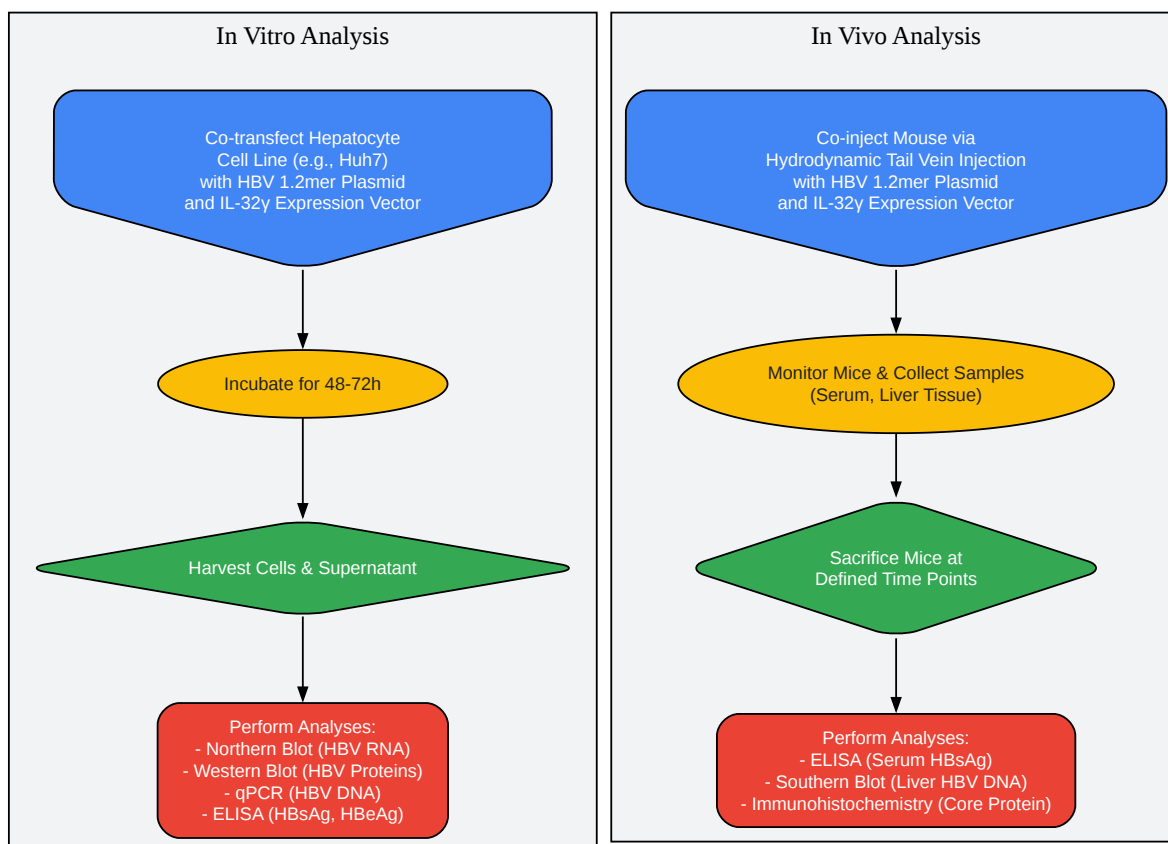 In Vitro Analysis
Co-transfect Hepatocyte
Cell Line (e.g., Huh7)
with HBV 1.2mer Plasmid
and IL-32γ Expression Vector
Incubate for 48-72h
Harvest Cells & Supernatant
Perform Analyses:
- Northern Blot (HBV RNA)
- Western Blot (HBV Proteins)
- qPCR (HBV DNA)
- ELISA (HBsAg, HBeAg)
In Vivo Analysis
Co-inject Mouse via
Hydrodynamic Tail Vein Injection
with HBV 1.2mer Plasmid
and IL-32γ Expression Vector
Monitor Mice & Collect Samples
(Serum, Liver Tissue)
Sacrifice Mice at
Defined Time Points
Perform Analyses:
- ELISA (Serum HBsAg)
- Southern Blot (Liver HBV DNA)
- Immunohistochemistry (Core Protein)